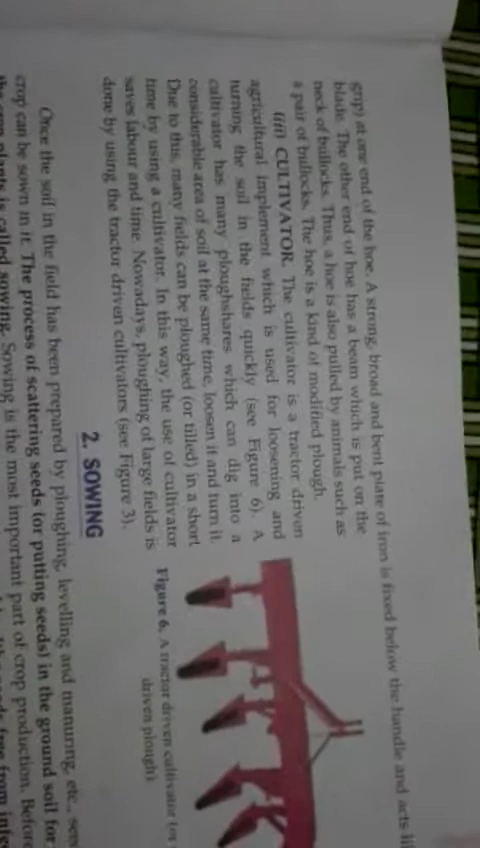 grip) at one end of the hoe. A strong, broad and bent plate of iron is fixed below the handle and acts
blade. The other end of hoe has a beam which is put on the
neck of bullocks. Thus, a hoe is also pulled by animals such as
a pair of bullocks. The hoe is a kind of modified plough.
(iii) CULTIVATOR. The cultivator is a tractor driven
agricultural implement which is used for loosening and
turning the soil in the fields quickly (see Figure 6). A
cultivator has many ploughshares which can dig into a
considerable area of soil at the same time, loosen it and turn it.
Due to this, many fields can be ploughed (or tilled) in a short
time by using a cultivator. In this way, the use of cultivator
saves labour and time. Nowadays, ploughing of large fields is
done by using the tractor driven cultivators (see Figure 3).
Figure 6. A tractor driven cultivator (or
driven plough).
2. SOWING
Once the soil in the field has been prepared by ploughing, levelling and manuring, etc.,
crop can be sown in it. The process of scattering seeds (or putting seeds) in the ground soil for
plants is called sowing. Sowing is the most important part of crop production. Before